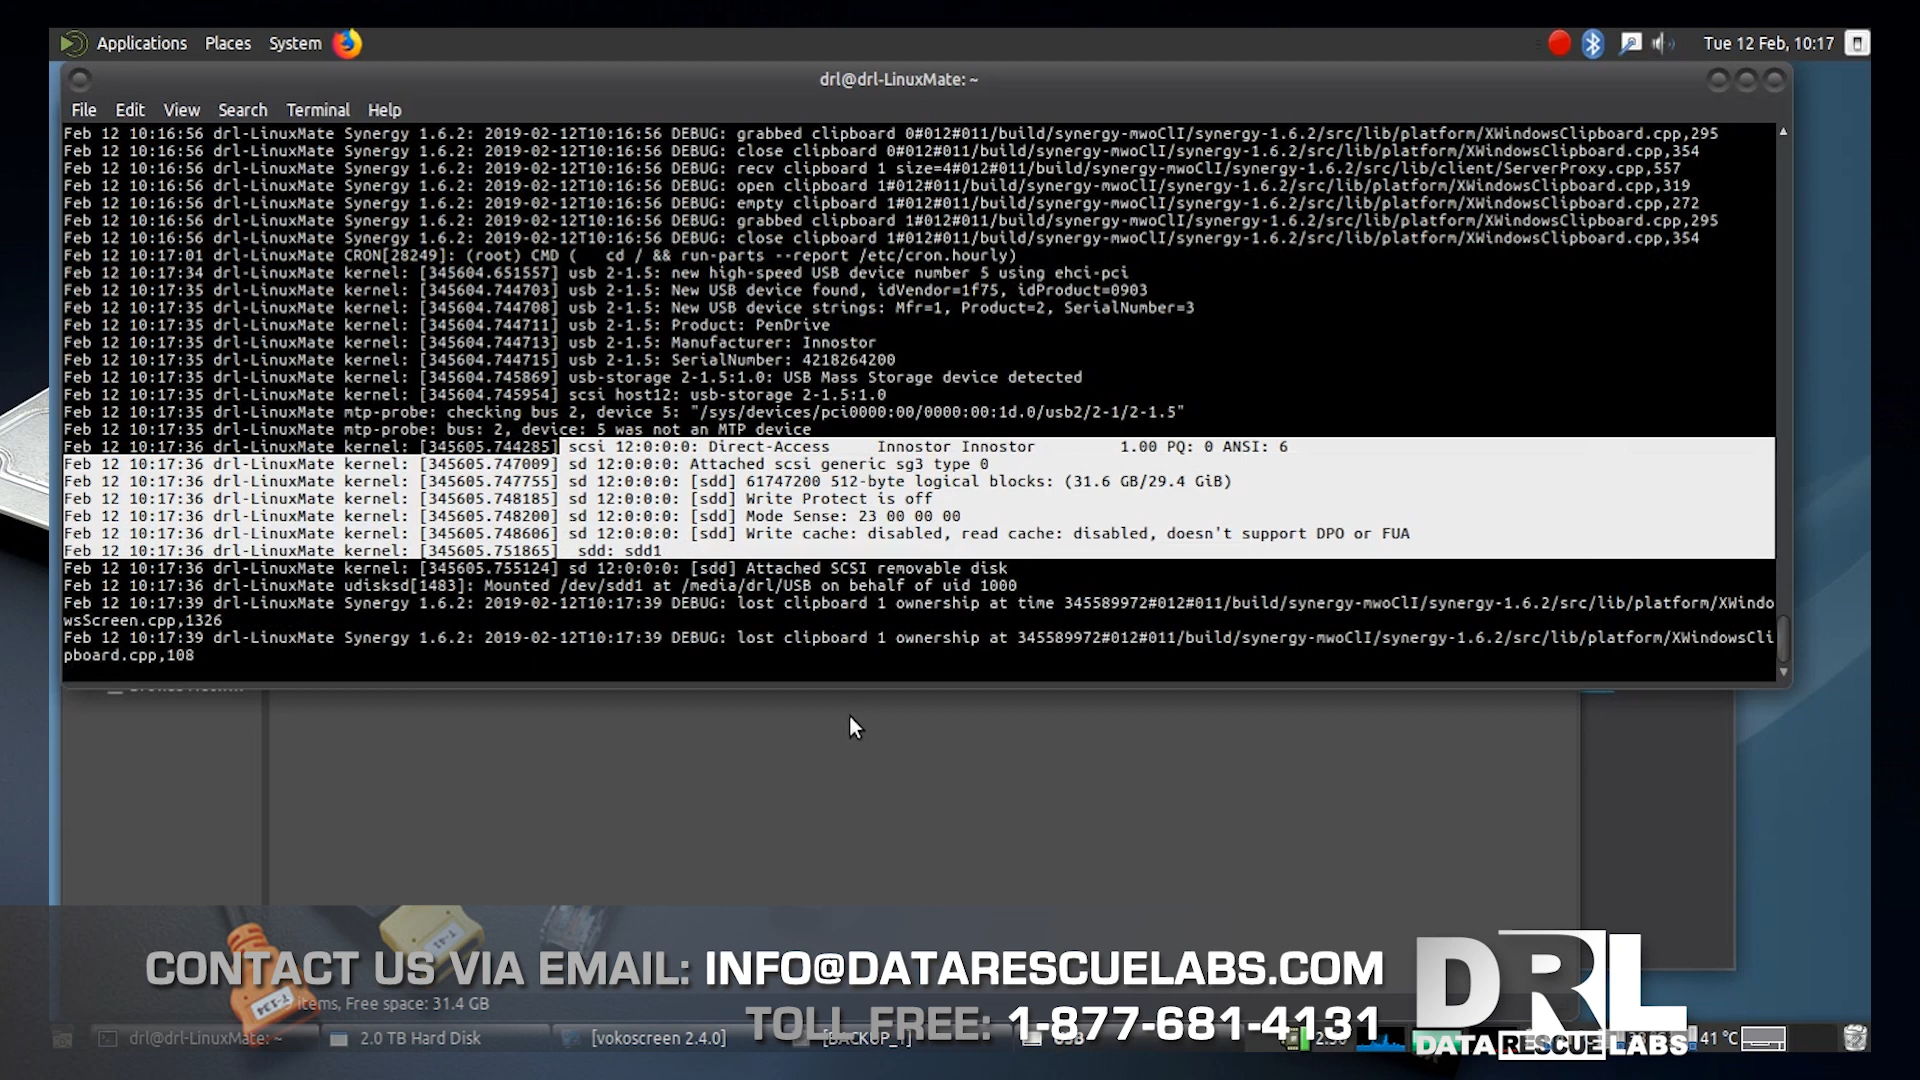 Applications Places System Tue 12 Feb, 10:17
drl@drl-LinuxMate: ~
File Edit View Search Terminal Help
Feb 12 10:16:56 drl-LinuxMate Synergy 1.6.2: 2019-02-12T10:16:56 DEBUG: grabbed clipboard 0#012#011/build/synergy-mwoClI/synergy-1.6.2/src/lib/platform/XWindowsClipboard.cpp,295
Feb 12 10:16:56 drl-LinuxMate Synergy 1.6.2: 2019-02-12T10:16:56 DEBUG: close clipboard 0#012#011/build/synergy-mwoClI/synergy-1.6.2/src/lib/platform/XWindowsClipboard.cpp,354
Feb 12 10:16:56 drl-LinuxMate Synergy 1.6.2: 2019-02-12T10:16:56 DEBUG: recv clipboard 1 size=4#012#011/build/synergy-mwoClI/synergy-1.6.2/src/lib/client/ServerProxy.cpp,557
Feb 12 10:16:56 drl-LinuxMate Synergy 1.6.2: 2019-02-12T10:16:56 DEBUG: open clipboard 1#012#011/build/synergy-mwoClI/synergy-1.6.2/src/lib/platform/XWindowsClipboard.cpp,319
Feb 12 10:16:56 drl-LinuxMate Synergy 1.6.2: 2019-02-12T10:16:56 DEBUG: empty clipboard 1#012#011/build/synergy-mwoClI/synergy-1.6.2/src/lib/platform/XWindowsClipboard.cpp,272
Feb 12 10:16:56 drl-LinuxMate Synergy 1.6.2: 2019-02-12T10:16:56 DEBUG: grabbed clipboard 1#012#011/build/synergy-mwoClI/synergy-1.6.2/src/lib/platform/XWindowsClipboard.cpp,295
Feb 12 10:16:56 drl-LinuxMate Synergy 1.6.2: 2019-02-12T10:16:56 DEBUG: close clipboard 1#012#011/build/synergy-mwoClI/synergy-1.6.2/src/lib/platform/XWindowsClipboard.cpp,354
Feb 12 10:17:01 drl-LinuxMate CRON[28249]: (root) CMD (   cd / && run-parts --report /etc/cron.hourly)
Feb 12 10:17:34 drl-LinuxMate kernel: [345604.651557] usb 2-1.5: new high-speed USB device number 5 using ehci-pci
Feb 12 10:17:35 drl-LinuxMate kernel: [345604.744703] usb 2-1.5: New USB device found, idVendor=1f75, idProduct=0903
Feb 12 10:17:35 drl-LinuxMate kernel: [345604.744708] usb 2-1.5: New USB device strings: Mfr=1, Product=2, SerialNumber=3
Feb 12 10:17:35 drl-LinuxMate kernel: [345604.744711] usb 2-1.5: Product: PenDrive
Feb 12 10:17:35 drl-LinuxMate kernel: [345604.744713] usb 2-1.5: Manufacturer: Innostor
Feb 12 10:17:35 drl-LinuxMate kernel: [345604.744715] usb 2-1.5: SerialNumber: 4218264200
Feb 12 10:17:35 drl-LinuxMate kernel: [345604.745869] usb-storage 2-1.5:1.0: USB Mass Storage device detected
Feb 12 10:17:35 drl-LinuxMate kernel: [345604.745954] scsi host12: usb-storage 2-1.5:1.0
Feb 12 10:17:35 drl-LinuxMate mtp-probe: checking bus 2, device 5: "/sys/devices/pci0000:00/0000:00:1d.0/usb2/2-1/2-1.5"
Feb 12 10:17:35 drl-LinuxMate mtp-probe: bus: 2, device: 5 was not an MTP device
Feb 12 10:17:36 drl-LinuxMate kernel: [345605.744285] scsi 12:0:0:0: Direct-Access     Innostor Innostor         1.00 PQ: 0 ANSI: 6
Feb 12 10:17:36 drl-LinuxMate kernel: [345605.747009] sd 12:0:0:0: Attached scsi generic sg3 type 0
Feb 12 10:17:36 drl-LinuxMate kernel: [345605.747755] sd 12:0:0:0: [sdd] 61747200 512-byte logical blocks: (31.6 GB/29.4 GiB)
Feb 12 10:17:36 drl-LinuxMate kernel: [345605.748185] sd 12:0:0:0: [sdd] Write Protect is off
Feb 12 10:17:36 drl-LinuxMate kernel: [345605.748200] sd 12:0:0:0: [sdd] Mode Sense: 23 00 00 00
Feb 12 10:17:36 drl-LinuxMate kernel: [345605.748606] sd 12:0:0:0: [sdd] Write cache: disabled, read cache: disabled, doesn't support DPO or FUA
Feb 12 10:17:36 drl-LinuxMate kernel: [345605.751865]  sdd: sdd1
Feb 12 10:17:36 drl-LinuxMate kernel: [345605.755124] sd 12:0:0:0: [sdd] Attached SCSI removable disk
Feb 12 10:17:36 drl-LinuxMate udisksd[1483]: Mounted /dev/sdd1 at /media/drl/USB on behalf of uid 1000
Feb 12 10:17:39 drl-LinuxMate Synergy 1.6.2: 2019-02-12T10:17:39 DEBUG: lost clipboard 1 ownership at time 345589972#012#011/build/synergy-mwoClI/synergy-1.6.2/src/lib/platform/XWindo
wsScreen.cpp,1326
Feb 12 10:17:39 drl-LinuxMate Synergy 1.6.2: 2019-02-12T10:17:39 DEBUG: lost clipboard 1 ownership at 345589972#012#011/build/synergy-mwoClI/synergy-1.6.2/src/lib/platform/XWindowsCli
pboard.cpp,108
CONTACT US VIA EMAIL: INFO@DATARESCUELABS.COM
items, Free space: 31.4 GB
TOLL FREE: 1-877-681-4131
DRL
DATA RESCUE LABS
T-41
T-134
drl@drl-LinuxMate: ~ 2.0 TB Hard Disk [vokoscreen 2.4.0] 41 °C